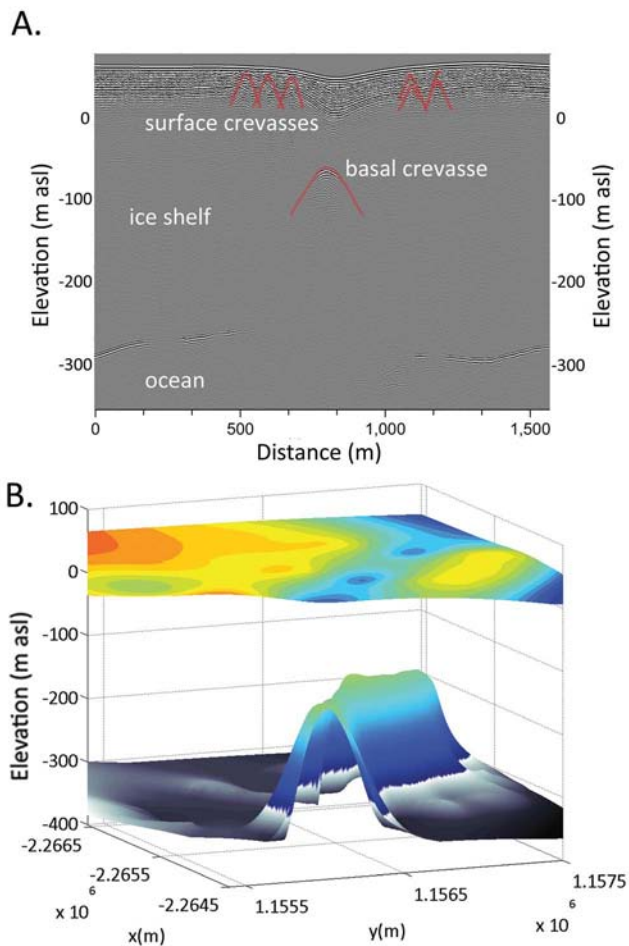 A.
surface crevasses
basal crevasse
ice shelf
ocean
Elevation (m asl)
0
-100
-200
-300
Elevation (m asl)
0
-100
-200
-300
0
500
1,000
1,500
Distance (m)
B.
Elevation (m asl)
100
0
-100
-200
-300
-400
-2.2665
-2.2655
-2.2645
x 10 6
x(m)
1.1555
1.1565
1.1575
x 10 6
y(m)